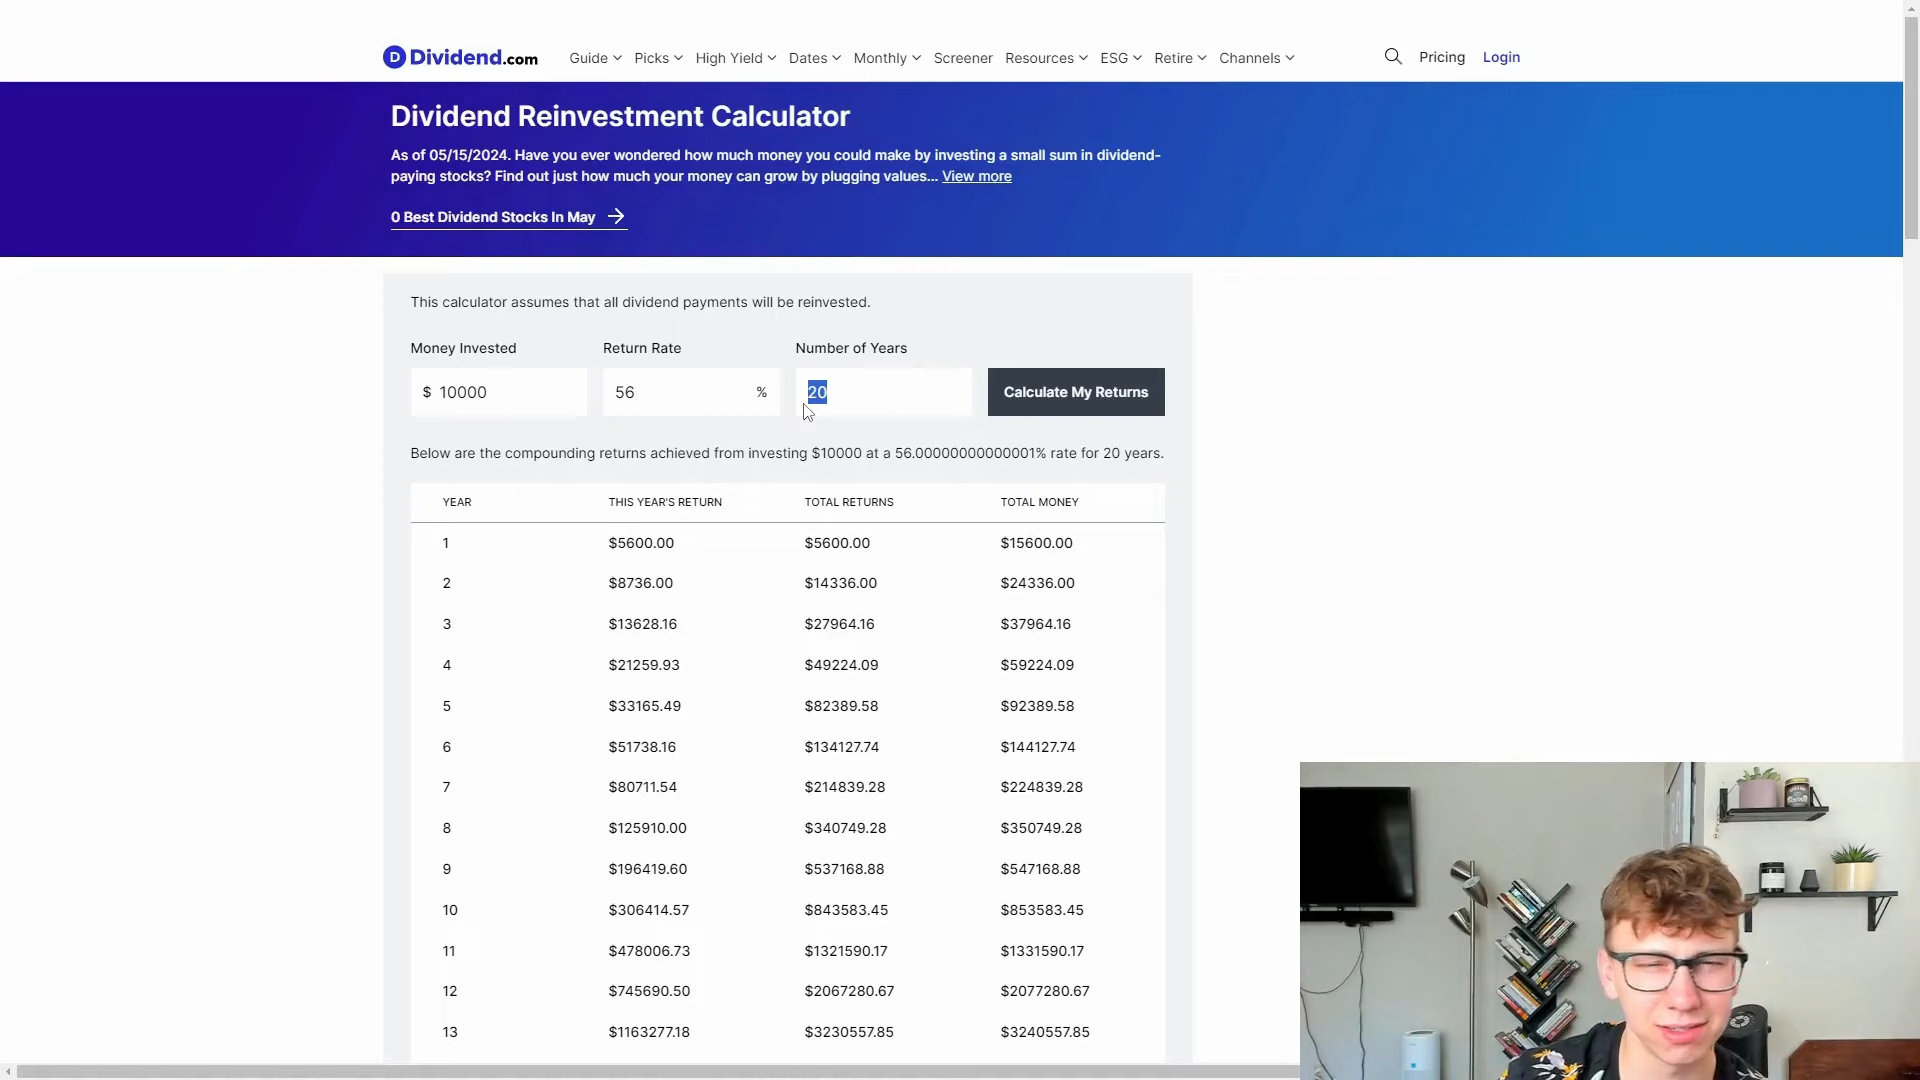 Dividend.com
Guide Picks High Yield Dates Monthly Screener Resources ESG Retire Channels Pricing Login
Dividend Reinvestment Calculator
As of 05/15/2024. Have you ever wondered how much money you could make by investing a small sum in dividend-
paying stocks? Find out just how much your money can grow by plugging values... View more
0 Best Dividend Stocks In May
This calculator assumes that all dividend payments will be reinvested.
Money Invested Return Rate Number of Years
$ 10000 56 % 20 Calculate My Returns
Below are the compounding returns achieved from investing $10000 at a 56.00000000000001% rate for 20 years.
YEAR THIS YEAR'S RETURN TOTAL RETURNS TOTAL MONEY
1 $5600.00 $5600.00 $15600.00
2 $8736.00 $14336.00 $24336.00
3 $13628.16 $27964.16 $37964.16
4 $21259.93 $49224.09 $59224.09
5 $33165.49 $82389.58 $92389.58
6 $51738.16 $134127.74 $144127.74
7 $80711.54 $214839.28 $224839.28
8 $125910.00 $340749.28 $350749.28
9 $196419.60 $537168.88 $547168.88
10 $306414.57 $843583.45 $853583.45
11 $478006.73 $1321590.17 $1331590.17
12 $745690.50 $2067280.67 $2077280.67
13 $1163277.18 $3230557.85 $3240557.85